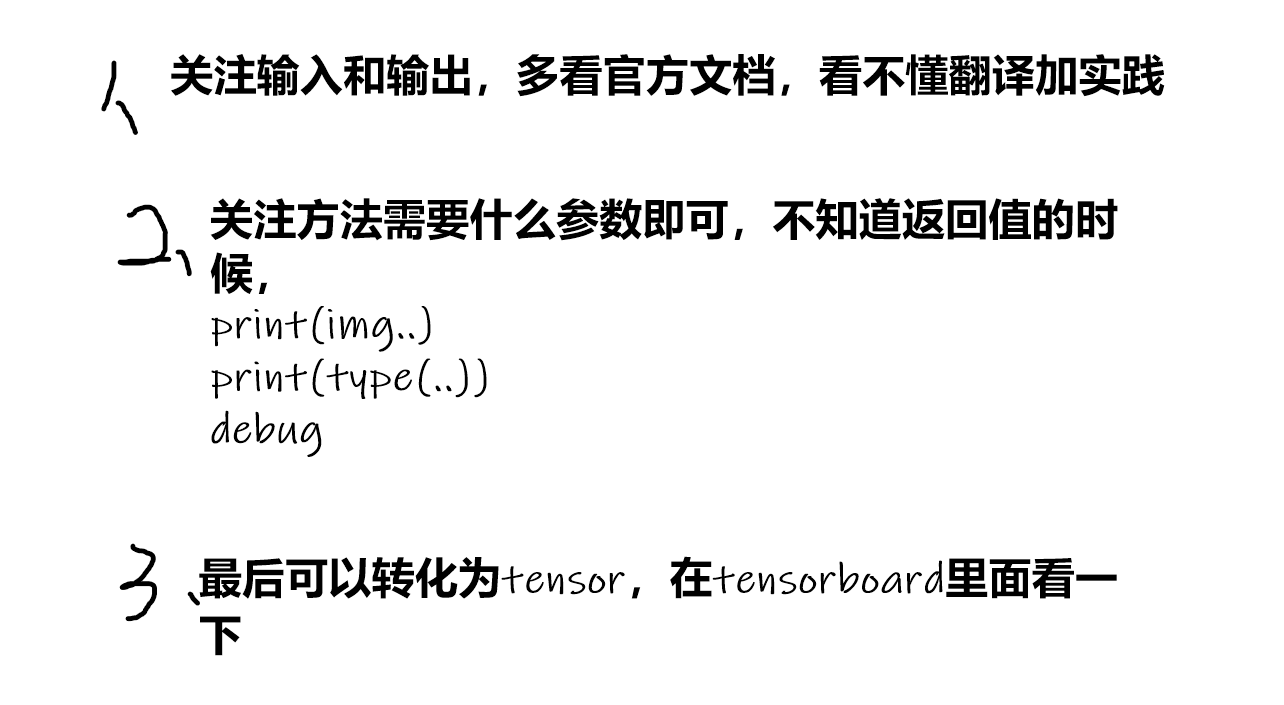 1、关注输入和输出，多看官方文档，看不懂翻译加实践
2、关注方法需要什么参数即可，不知道返回值的时
候，
print(img..)
print(type(..))
debug
3、最后可以转化为tensor，在tensorboard里面看一
下